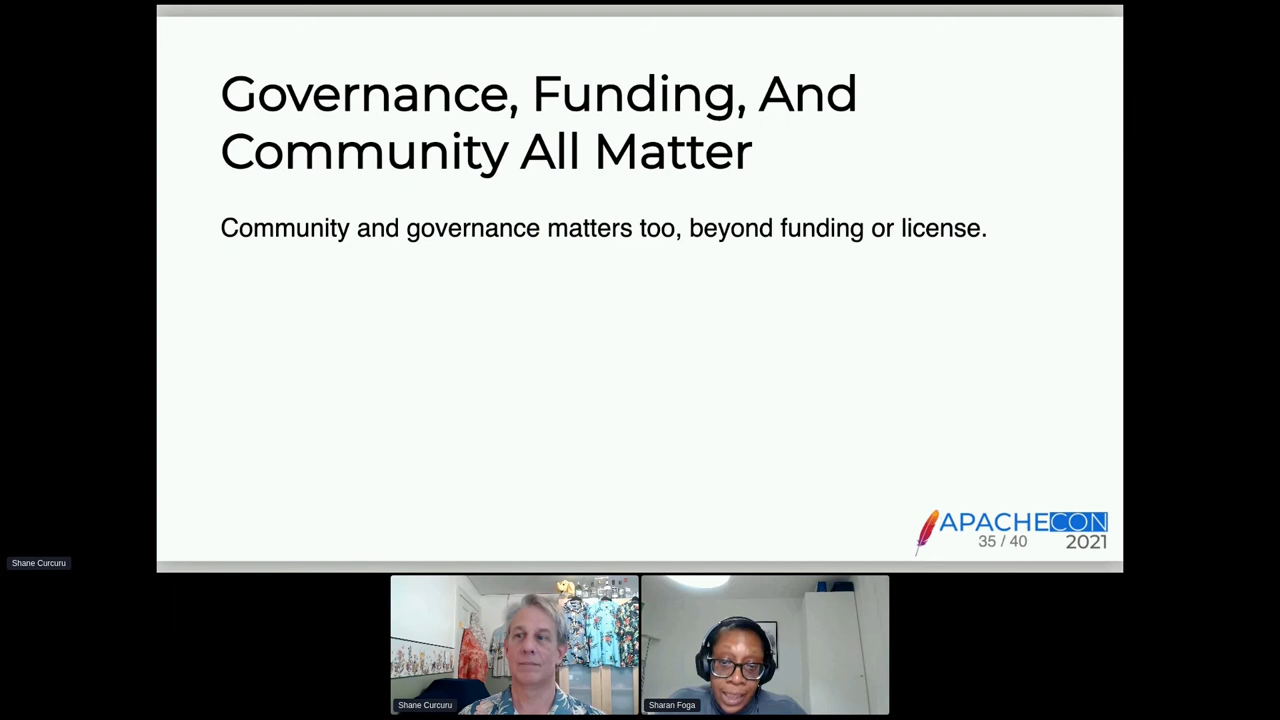 Governance, Funding, And
Community All Matter
Community and governance matters too, beyond funding or license.
APACHECON
35 / 40
2021
Shane Curcuru
Shane Curcuru
Sharan Foga